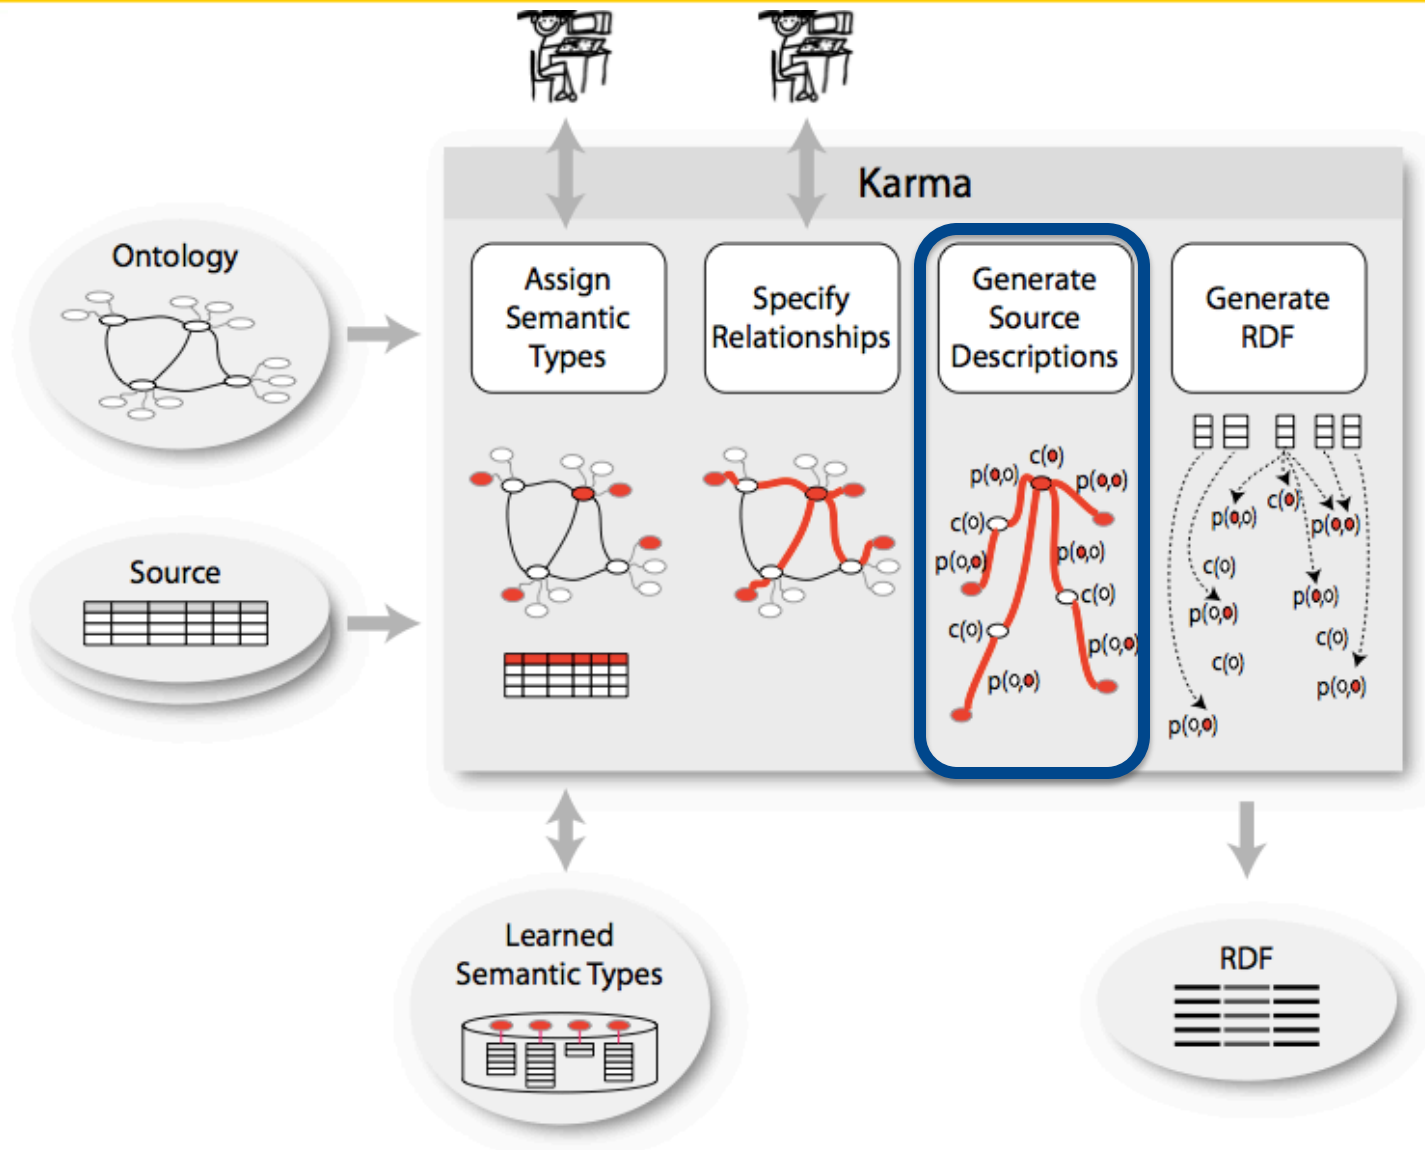 Karma
Ontology
Assign
Semantic
Types
Specify
Relationships
Generate
Source
Descriptions
Generate
RDF
c(o)
p(o,o)
p(o,o)
c(o)
p(o,o)
p(o,o)
c(o)
c(o)
p(o,o)
p(o,o)
p(o,o)
c(o)
p(o,o)
c(o)
p(o,o)
p(o,o)
c(o)
c(o)
p(o,o)
p(o,o)
Source
Learned
Semantic Types
RDF